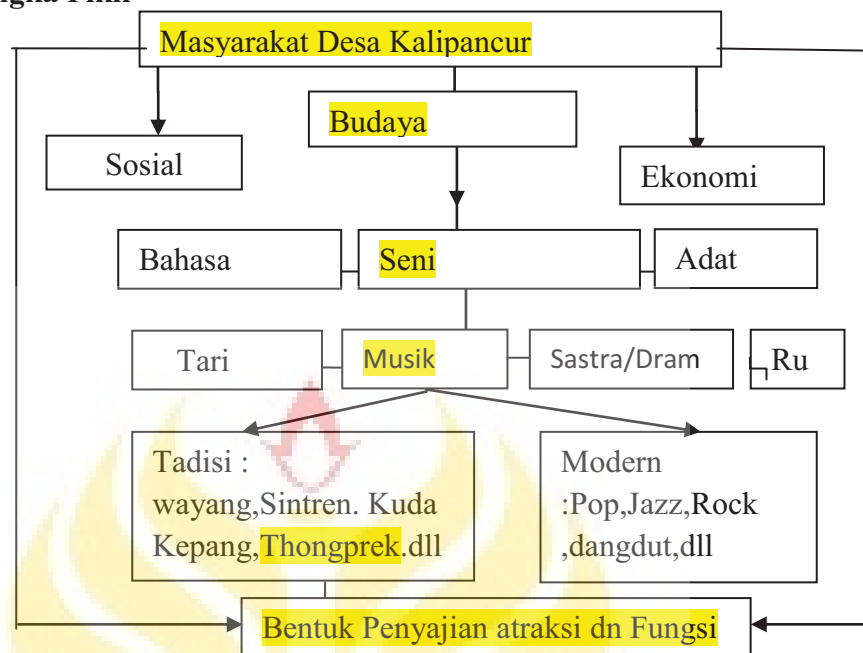 Masyarakat Desa Kalipancur
Budaya
Sosial
Ekonomi
Bahasa
Seni
Adat
Tari
Musik
Sastra/Dram
Ru
Tadisi :
wayang,Sintren. Kuda
Kepang,Thongprek.dll
Modern
:Pop,Jazz,Rock
,dangdut,dll
Bentuk Penyajian atraksi dn Fungsi